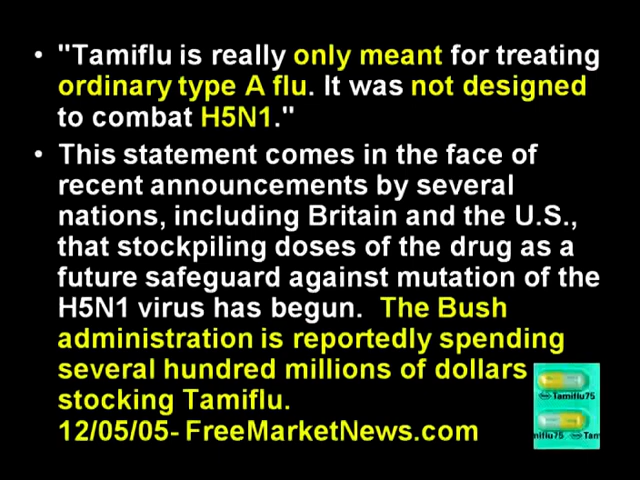 • "Tamiflu is really only meant for treating
ordinary type A flu. It was not designed
to combat H5N1."
• This statement comes in the face of
recent announcements by several
nations, including Britain and the U.S.,
that stockpiling doses of the drug as a
future safeguard against mutation of the
H5N1 virus has begun. The Bush
administration is reportedly spending
several hundred millions of dollars
stocking Tamiflu.
12/05/05- FreeMarketNews.com
Tamiflu75
miflu75
Tam